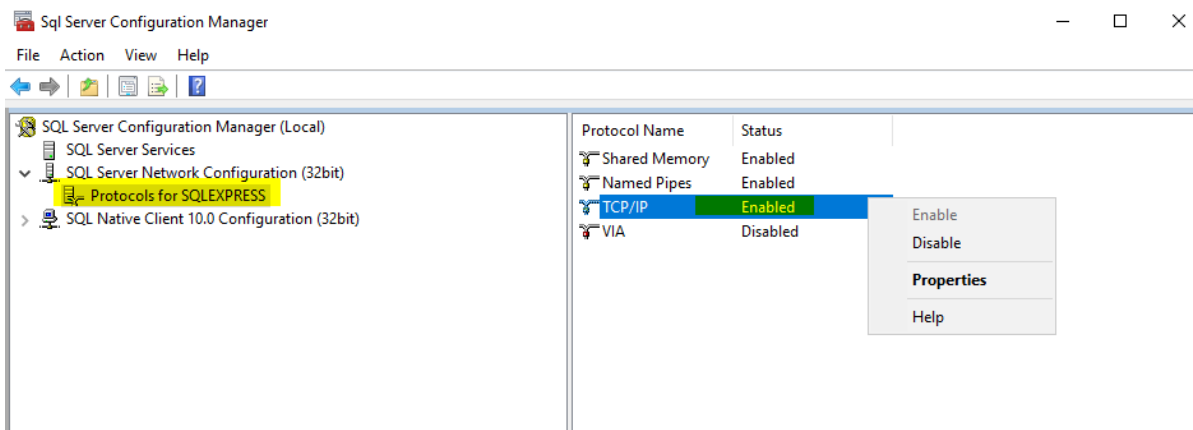 Sql Server Configuration Manager
File Action View Help
SQL Server Configuration Manager (Local)
SQL Server Services
SQL Server Network Configuration (32bit)
Protocols for SQLEXPRESS
SQL Native Client 10.0 Configuration (32bit)
Protocol Name Status
Shared Memory Enabled
Named Pipes Enabled
TCP/IP Enabled
VIA Disabled
Enable
Disable
Properties
Help